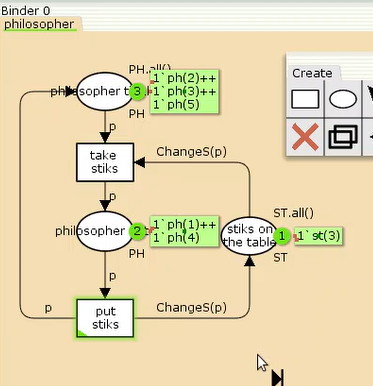 Binder 0
philosopher
PH.all()
philosopher t
3
1`ph(2)++
1`ph(3)++
1`ph(5)
PH
Create
p
take
stiks
ChangeS(p)
p
philosopher
2
1`ph(1)++
1`ph(4)
PH
ST.all()
stiks on
the table
1
1`st(3)
ST
p
p
put
stiks
ChangeS(p)